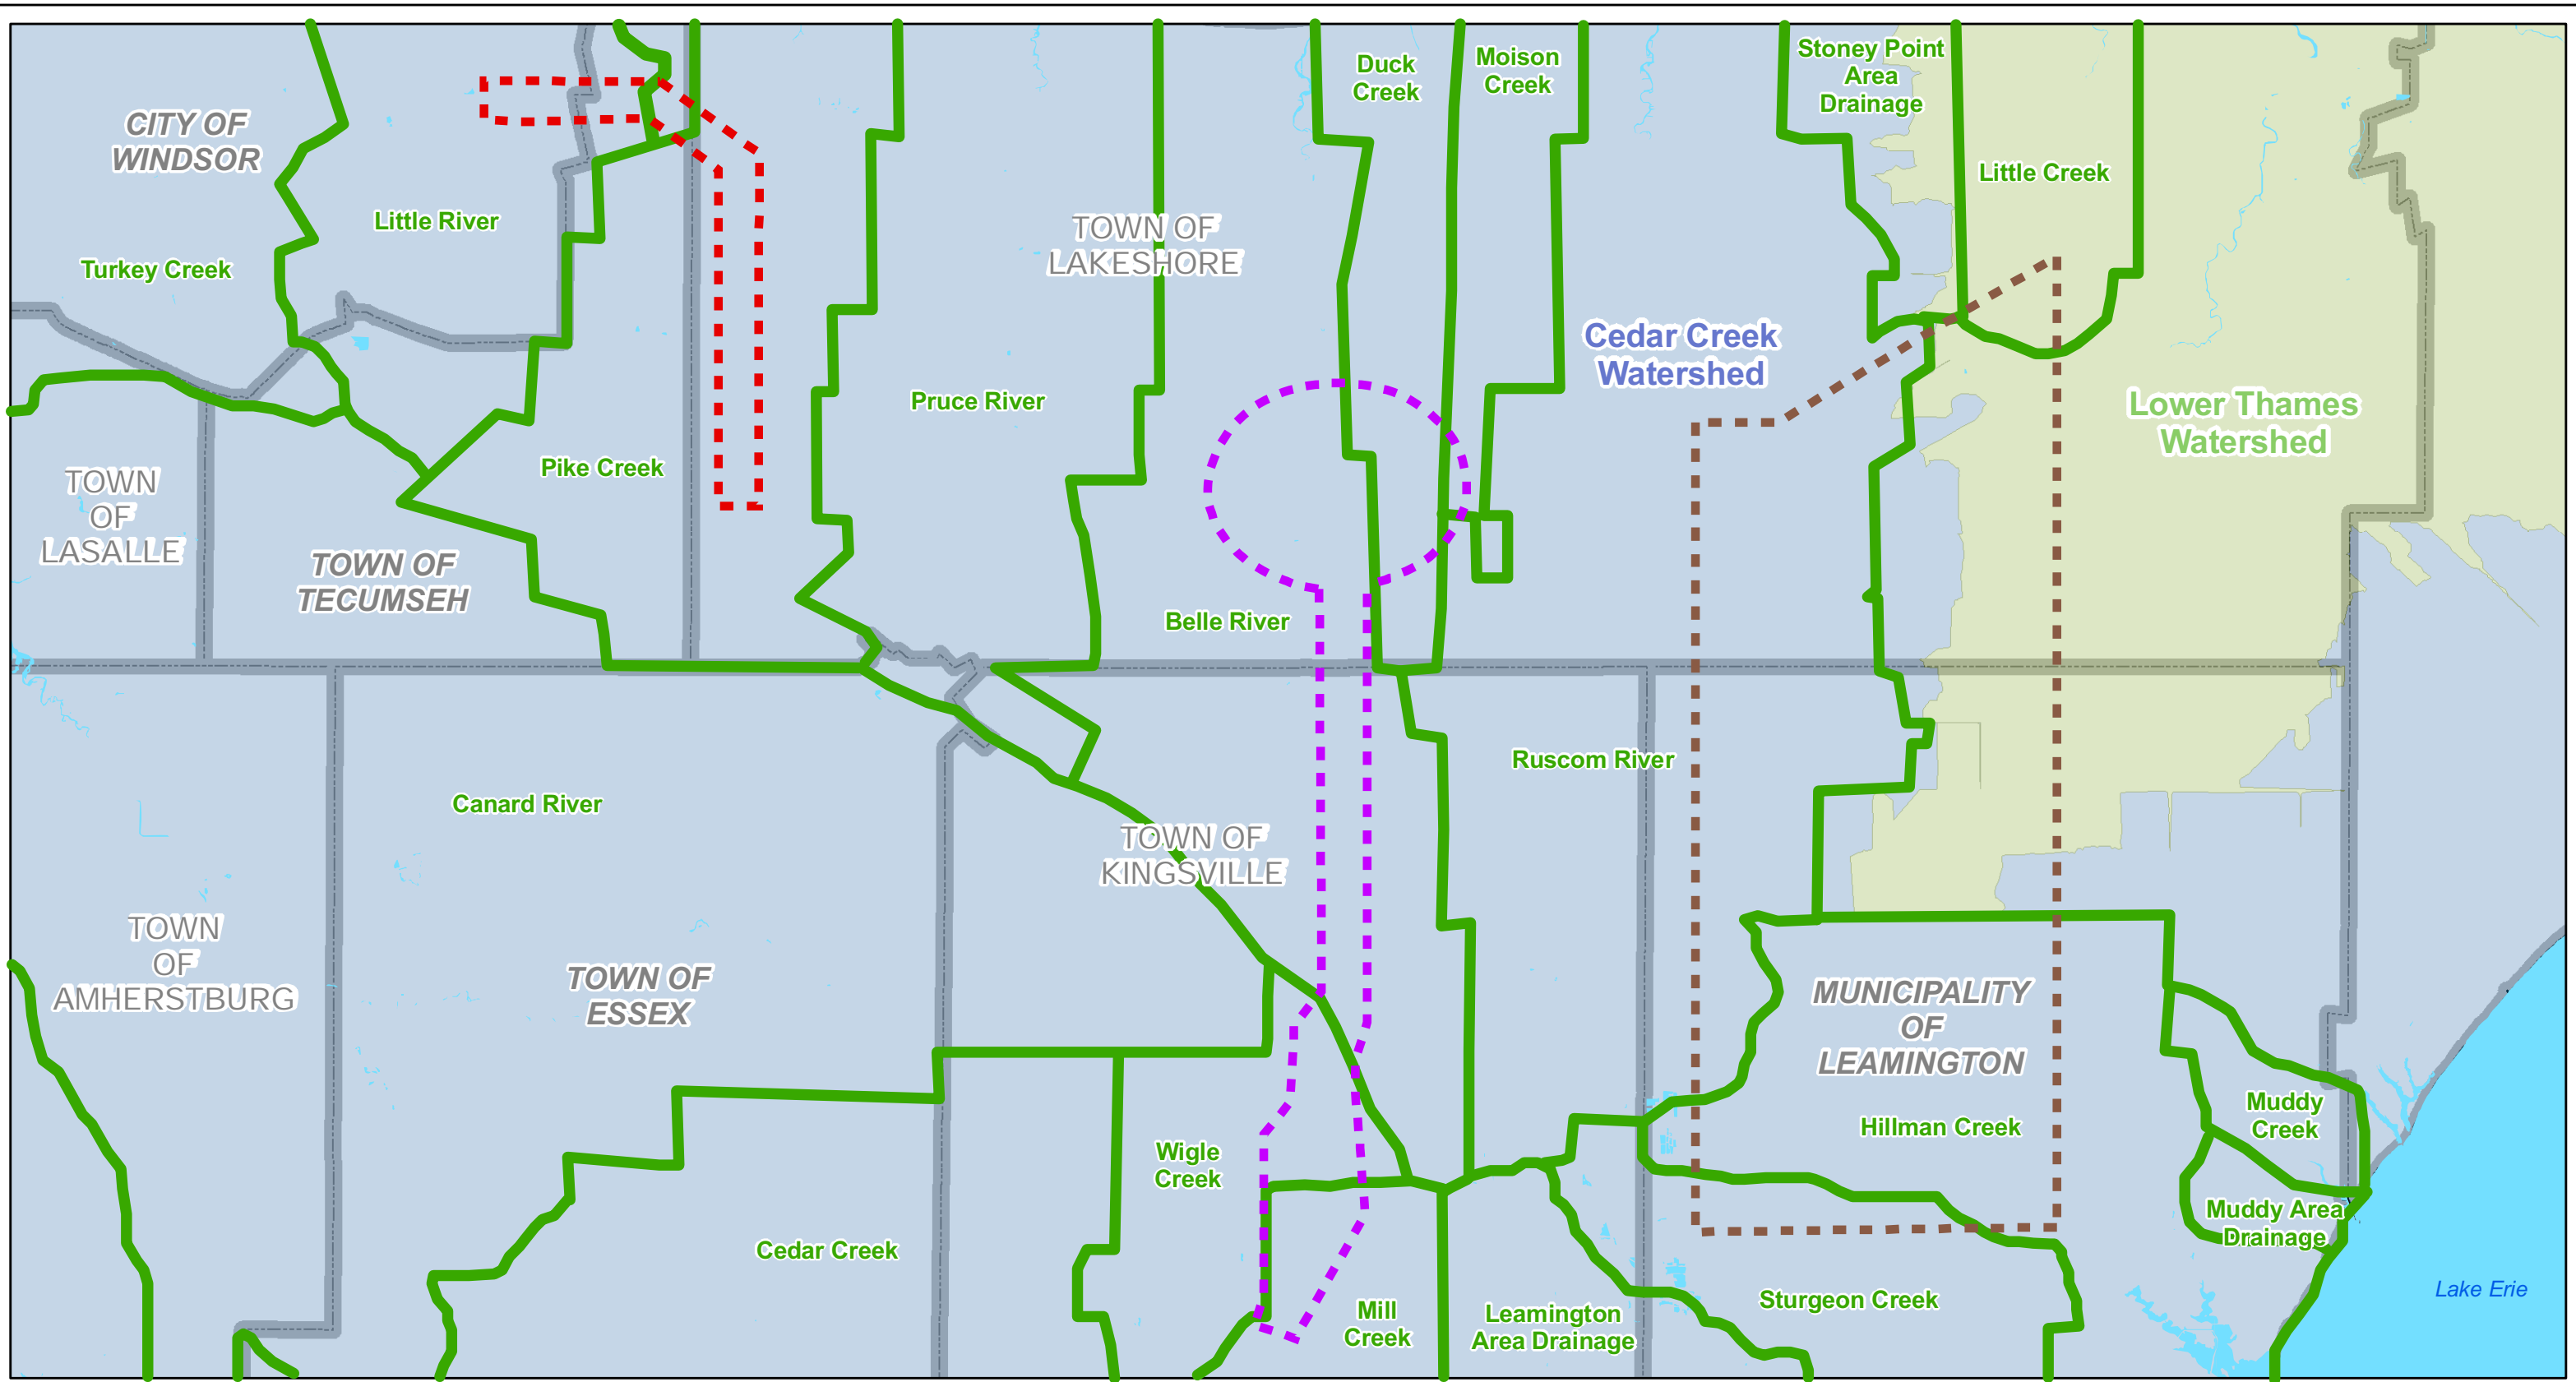 Duck
Creek
Moison
Creek
Stoney Point
Area
Drainage
CITY OF
WINDSOR
Little Creek
Little River
TOWN OF
LAKESHORE
Turkey Creek
Cedar Creek
Watershed
Pruce River
Lower Thames
Watershed
Pike Creek
TOWN
OF
LASALLE
TOWN OF
TECUMSEH
Belle River
Ruscom River
Canard River
TOWN OF
KINGSVILLE
TOWN
OF
AMHERSTBURG
TOWN OF
ESSEX
MUNICIPALITY
OF
LEAMINGTON
Muddy
Creek
Hillman Creek
Wigle
Creek
Muddy Area
Drainage
Cedar Creek
Lake Erie
Sturgeon Creek
Mill
Creek
Leamington
Area Drainage